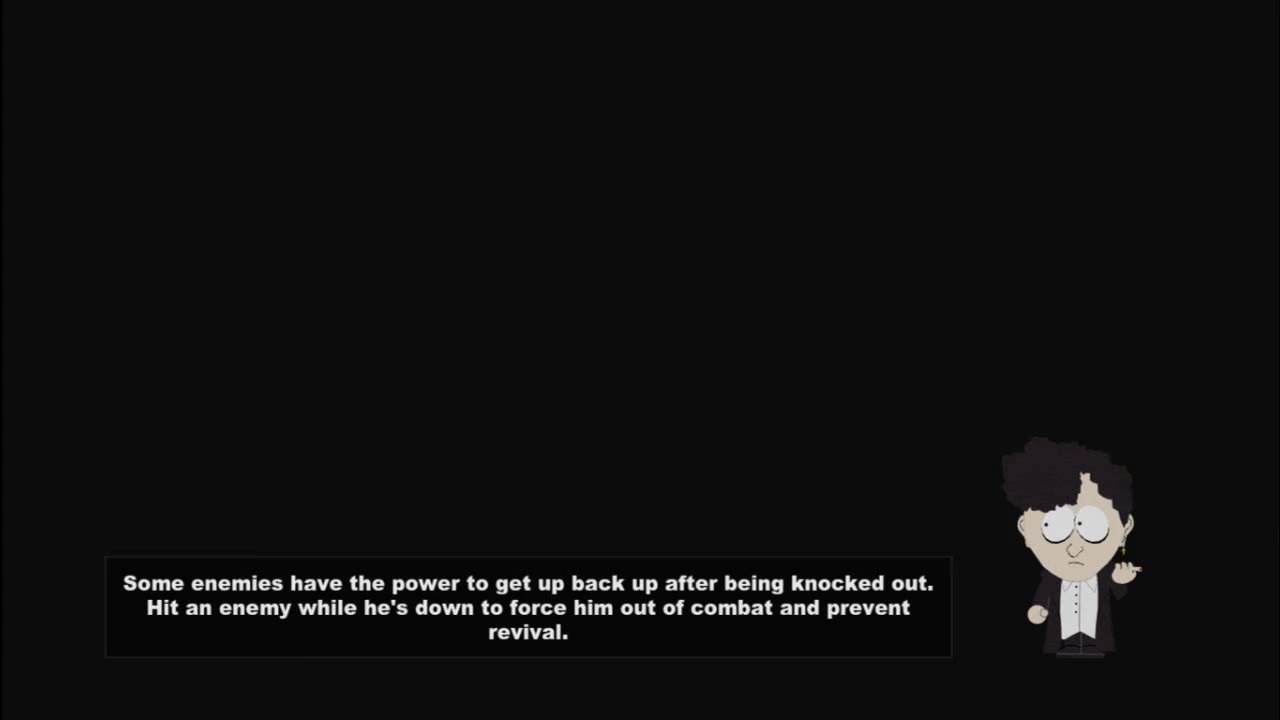 Some enemies have the power to get up back up after being knocked out.
Hit an enemy while he's down to force him out of combat and prevent
revival.